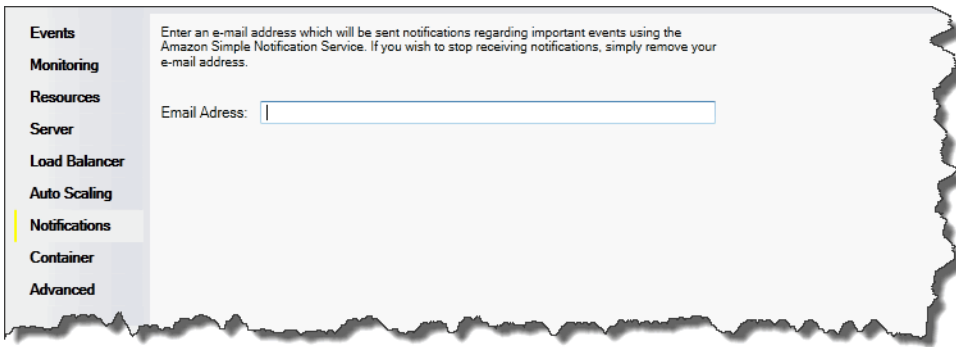 Events
Monitoring
Resources
Server
Load Balancer
Auto Scaling
Notifications
Container
Advanced
Enter an e-mail address which will be sent notifications regarding important events using the
Amazon Simple Notification Service. If you wish to stop receiving notifications, simply remove your
e-mail address.
Email Adress: